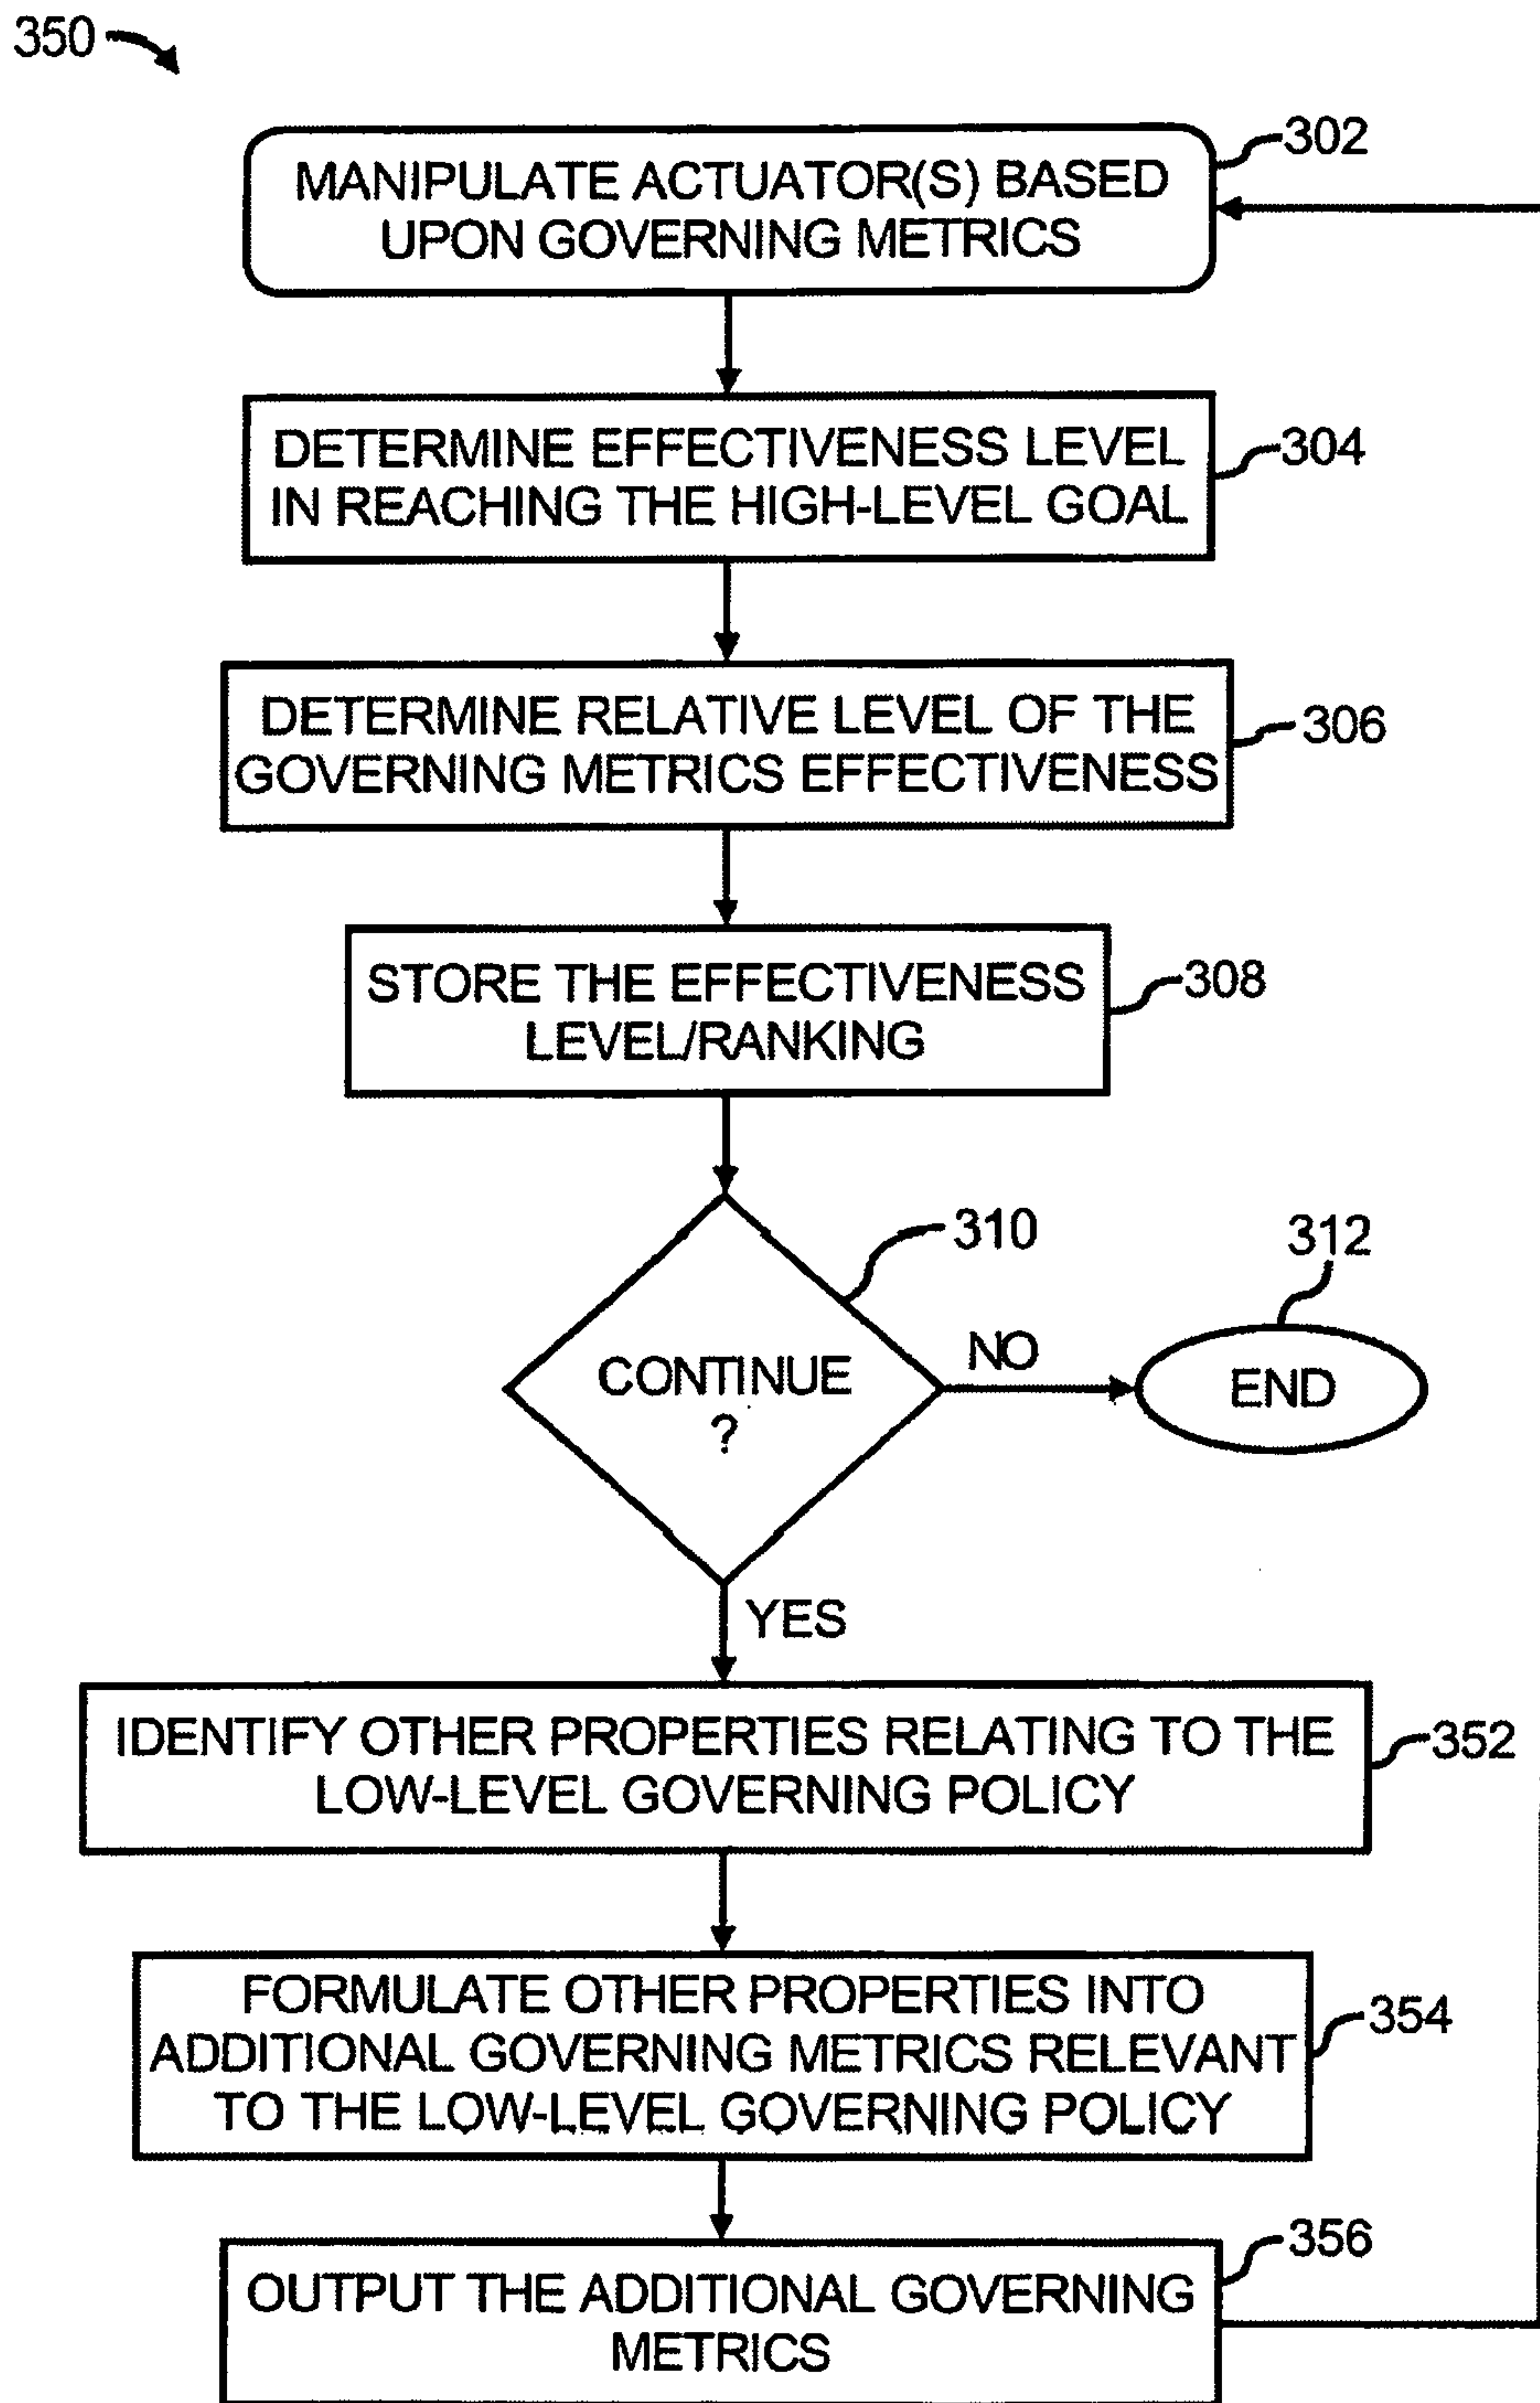 350
302
MANIPULATE ACTUATOR(S) BASED
UPON GOVERNING METRICS
304
DETERMINE EFFECTIVENESS LEVEL
IN REACHING THE HIGH-LEVEL GOAL
306
DETERMINE RELATIVE LEVEL OF THE
GOVERNING METRICS EFFECTIVENESS
308
STORE THE EFFECTIVENESS
LEVEL/RANKING
310
312
CONTINUE
?
NO
END
YES
352
IDENTIFY OTHER PROPERTIES RELATING TO THE
LOW-LEVEL GOVERNING POLICY
354
FORMULATE OTHER PROPERTIES INTO
ADDITIONAL GOVERNING METRICS RELEVANT
TO THE LOW-LEVEL GOVERNING POLICY
356
OUTPUT THE ADDITIONAL GOVERNING
METRICS